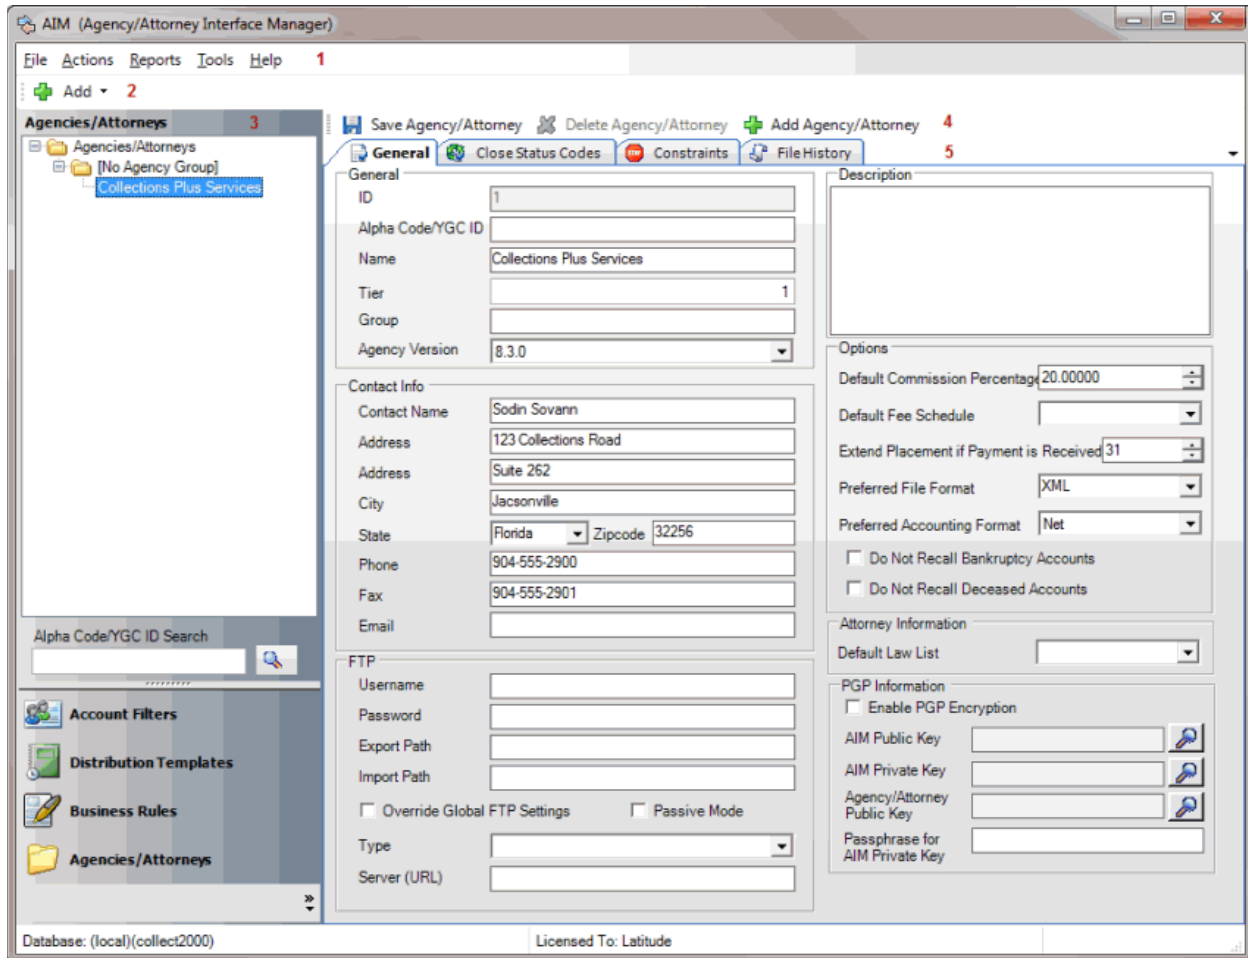 AIM (Agency/Attorney Interface Manager)
File Actions Reports Tools Help 1
Add 2
Agencies/Attorneys 3
Agencies/Attorneys
[No Agency Group]
Collections Plus Services
Alpha Code/YGC ID Search
Account Filters
Distribution Templates
Business Rules
Agencies/Attorneys
Save Agency/Attorney Delete Agency/Attorney Add Agency/Attorney 4
General Close Status Codes Constraints File History 5
General
ID 1
Alpha Code/YGC ID
Name Collections Plus Services
Tier 1
Group
Agency Version 8.3.0
Contact Info
Contact Name Sodin Sovann
Address 123 Collections Road
Address Suite 262
City Jacsonville
State Florida Zipcode 32256
Phone 904-555-2900
Fax 904-555-2901
Email
FTP
Username
Password
Export Path
Import Path
Override Global FTP Settings Passive Mode
Type
Server (URL)
Description
Options
Default Commission Percentage 20.00000
Default Fee Schedule
Extend Placement if Payment is Received 31
Preferred File Format XML
Preferred Accounting Format Net
Do Not Recall Bankruptcy Accounts
Do Not Recall Deceased Accounts
Attorney Information
Default Law List
PGP Information
Enable PGP Encryption
AIM Public Key
AIM Private Key
Agency/Attorney
Public Key
Passphrase for
AIM Private Key
Database: (local)(collect2000) Licensed To: Latitude